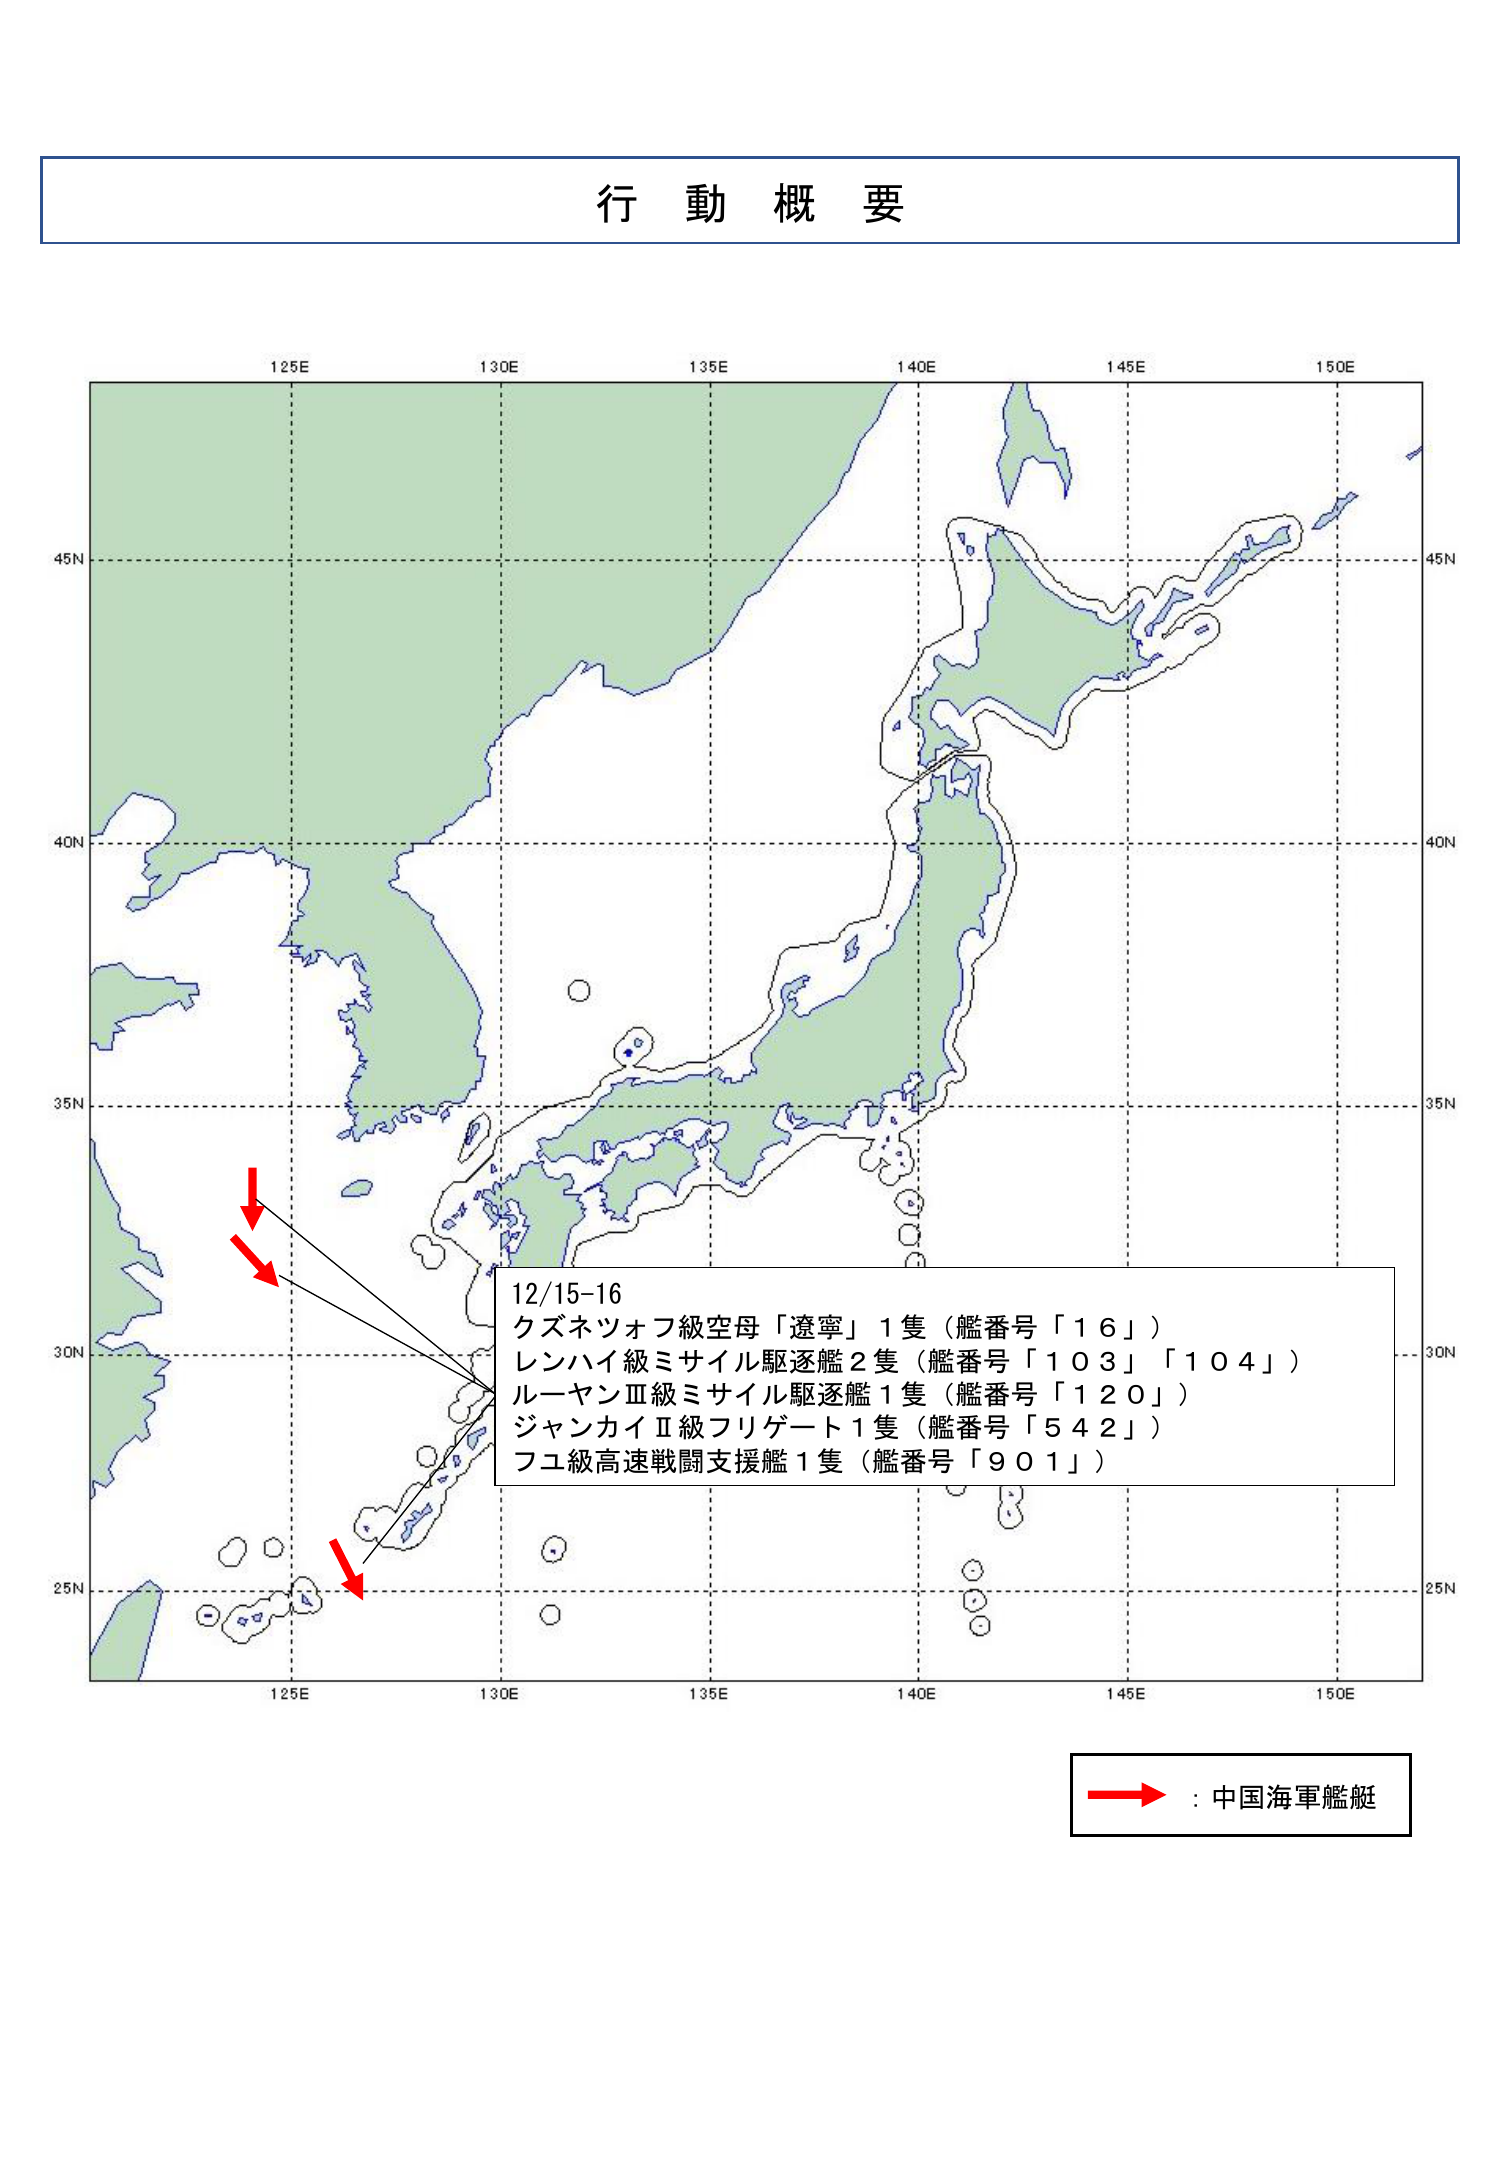 行　動　概　要
125E 130E 135E 140E 145E 150E
45N 45N
40N 40N
35N 35N
30N 30N
25N 25N
12/15-16
クズネツォフ級空母「遼寧」１隻（艦番号「１６」）
レンハイ級ミサイル駆逐艦２隻（艦番号「１０３」「１０４」）
ルーヤンⅢ級ミサイル駆逐艦１隻（艦番号「１２０」）
ジャンカイⅡ級フリゲート１隻（艦番号「５４２」）
フユ級高速戦闘支援艦１隻（艦番号「９０１」）
125E 130E 135E 140E 145E 150E
：中国海軍艦艇